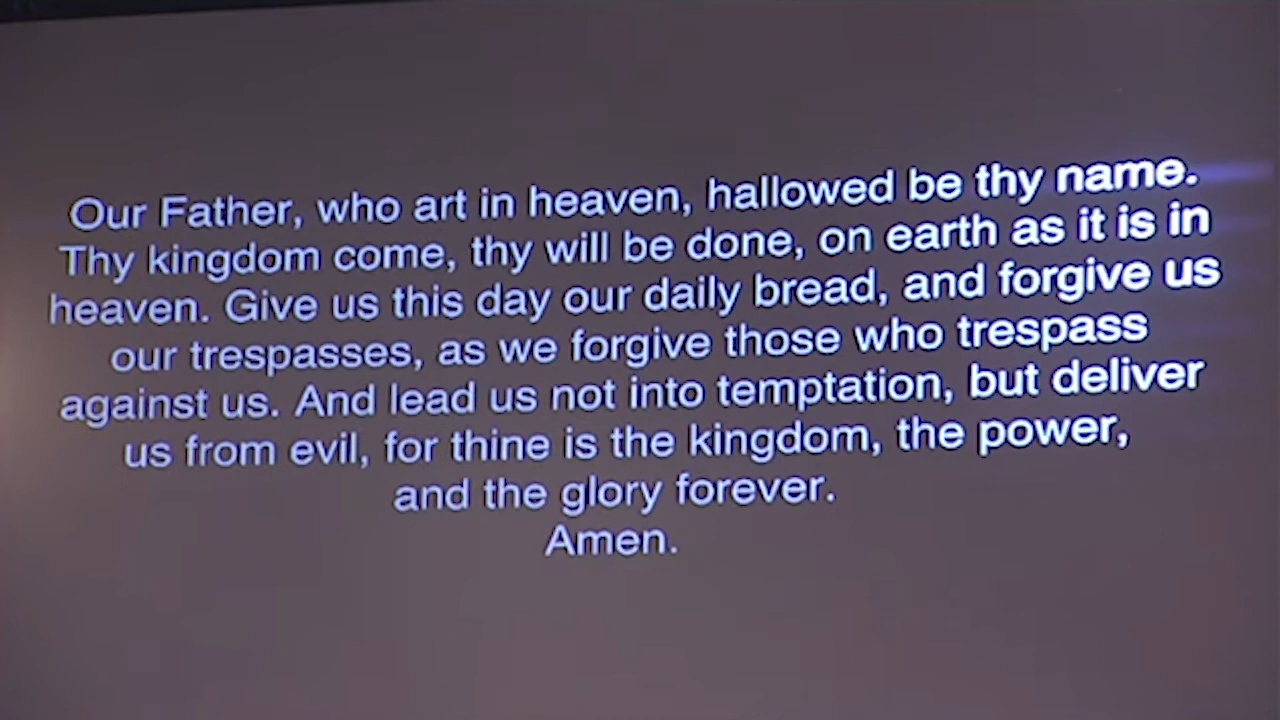 Our Father, who art in heaven, hallowed be thy name.
Thy kingdom come, thy will be done, on earth as it is in
heaven. Give us this day our daily bread, and forgive us
our trespasses, as we forgive those who trespass
against us. And lead us not into temptation, but deliver
us from evil, for thine is the kingdom, the power,
and the glory forever.
Amen.